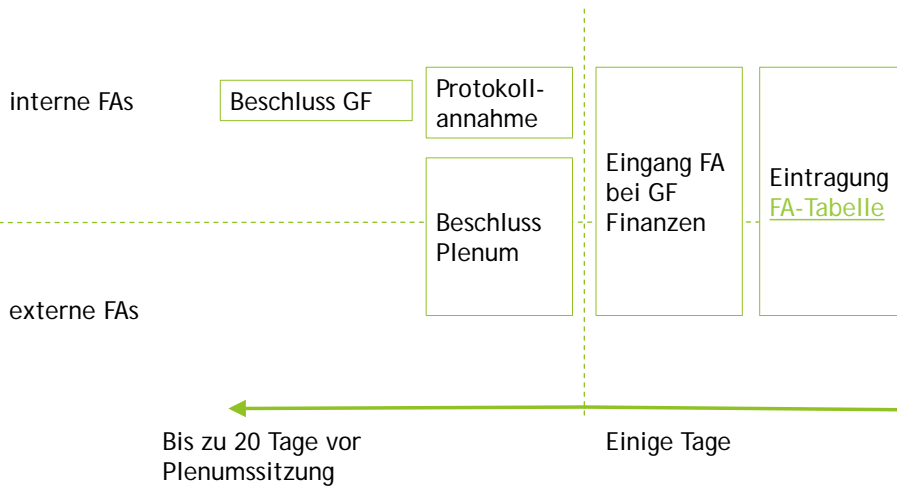 interne FAs
Beschluss GF
Protokoll-
annahme
Eingang FA
bei GF
Finanzen
Eintragung
FA-Tabelle
Beschluss
Plenum
externe FAs
Bis zu 20 Tage vor
Plenumssitzung
Einige Tage